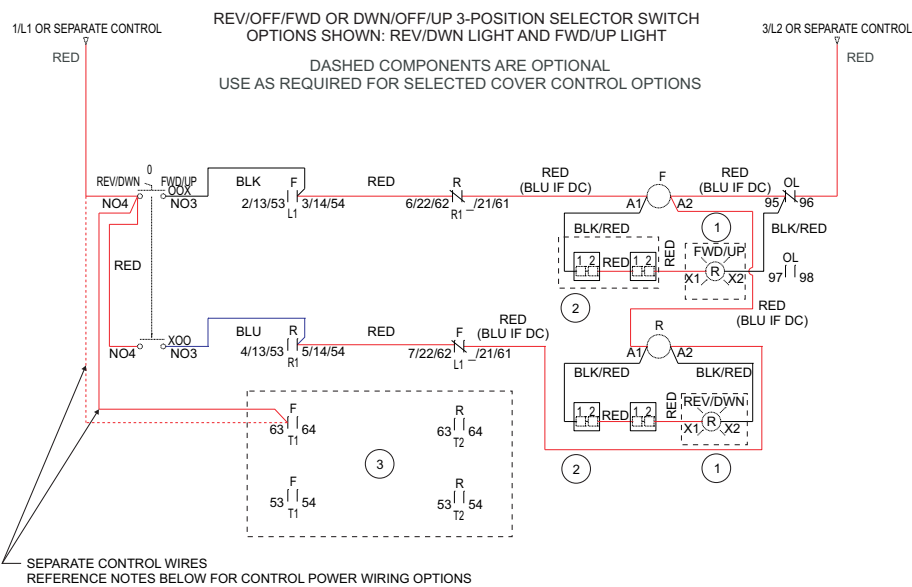 REV/OFF/FWD OR DWN/OFF/UP 3-POSITION SELECTOR SWITCH
OPTIONS SHOWN: REV/DWN LIGHT AND FWD/UP LIGHT
1/L1 OR SEPARATE CONTROL
3/L2 OR SEPARATE CONTROL
RED
RED
DASHED COMPONENTS ARE OPTIONAL
USE AS REQUIRED FOR SELECTED COVER CONTROL OPTIONS
0
REV/DWN FWD/UP
OOX
NO4 NO3
BLK
F
2/13/53 3/14/54
L1
RED
R
6/22/62 _/21/61
R1
RED
(BLU IF DC)
F
A1 A2
RED
(BLU IF DC)
OL
95 96
BLK/RED
1
BLK/RED
FWD/UP
1 2 RED 1 2
RED
R
X1 X2
OL
97 98
2
RED
RED
(BLU IF DC)
XOO
NO4 NO3
BLU
R
4/13/53 5/14/54
R1
RED
F
7/22/62 _/21/61
L1
RED
(BLU IF DC)
R
A1 A2
BLK/RED
BLK/RED
1 2 RED 1 2
RED
REV/DWN
R
X1 X2
2
1
F
63 64
T1
R
63 64
T2
3
F
53 54
T1
R
53 54
T2
SEPARATE CONTROL WIRES
REFERENCE NOTES BELOW FOR CONTROL POWER WIRING OPTIONS